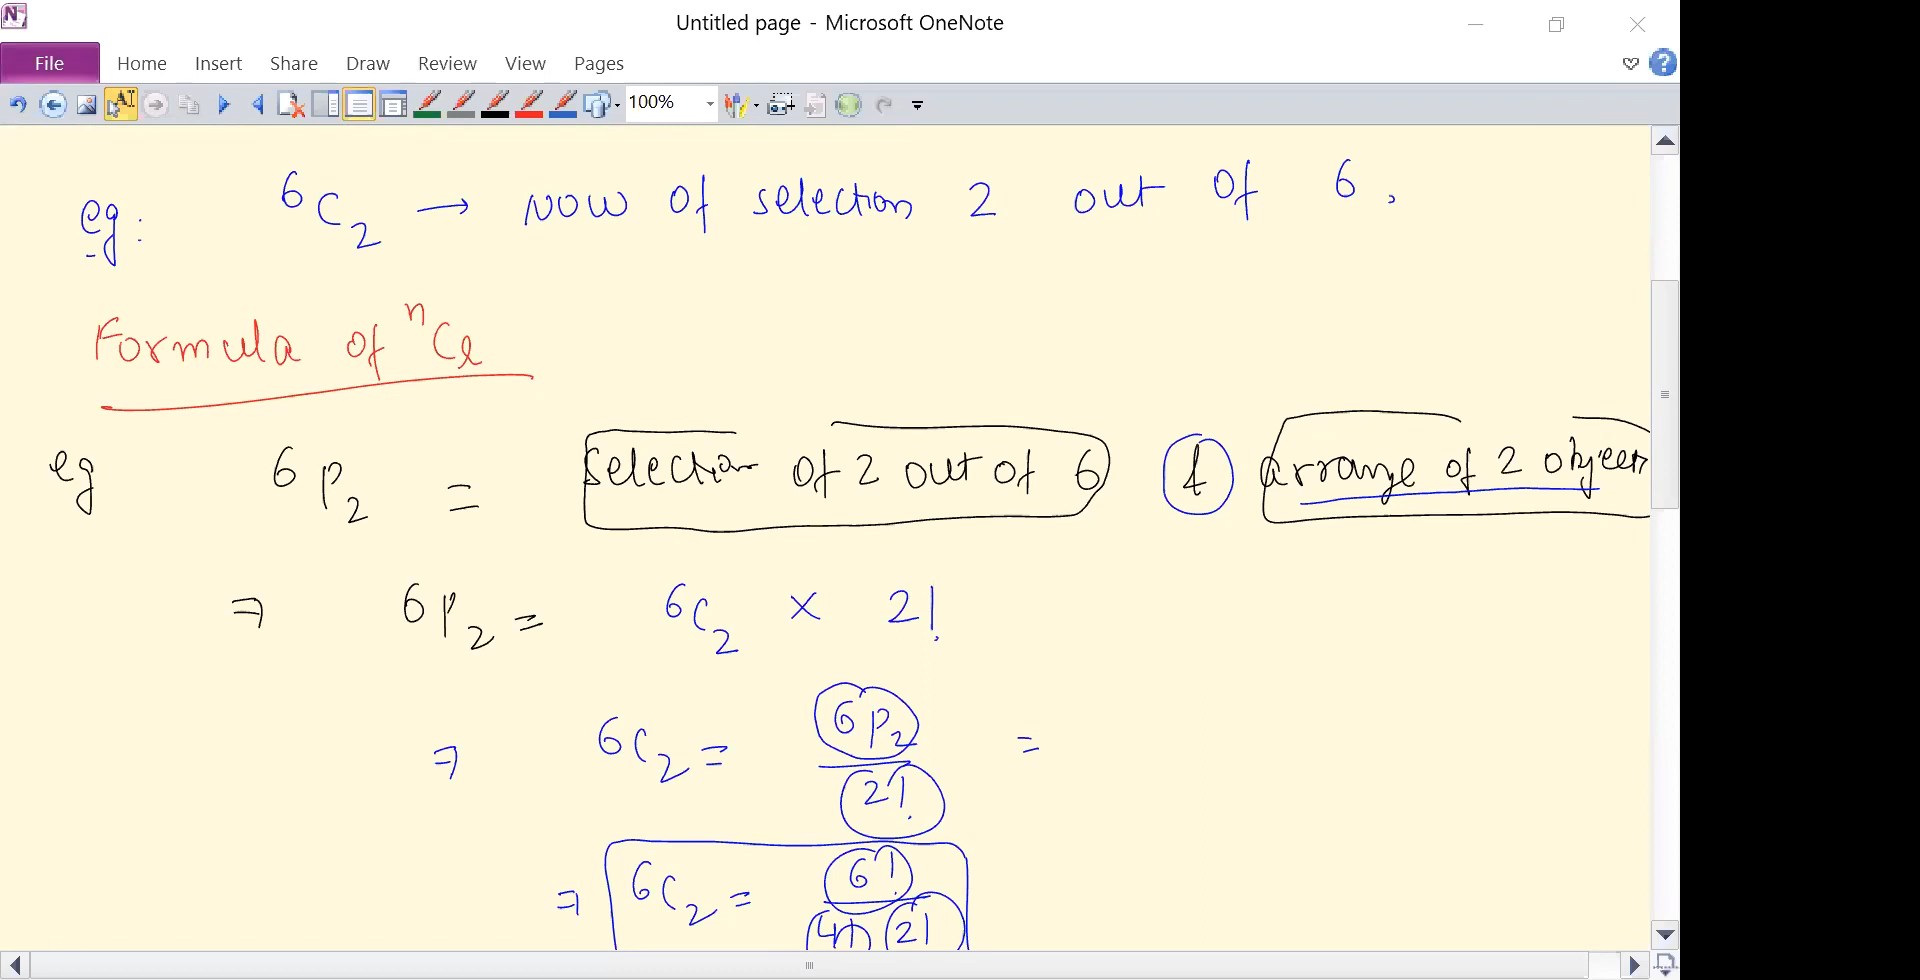 Untitled page - Microsoft OneNote
File Home Insert Share Draw Review View Pages
100%
eg: ⁶C₂ → NOW of selection 2 out of 6.
Formula of ⁿCr
eg ⁶P₂ = selection of 2 out of 6 & arrange of 2 objects
⇒ ⁶P₂ = ⁶C₂ × 2!
⇒ ⁶C₂ = ⁶P₂ / 2! =
⇒ ⁶C₂ = 6! / 4! 2!